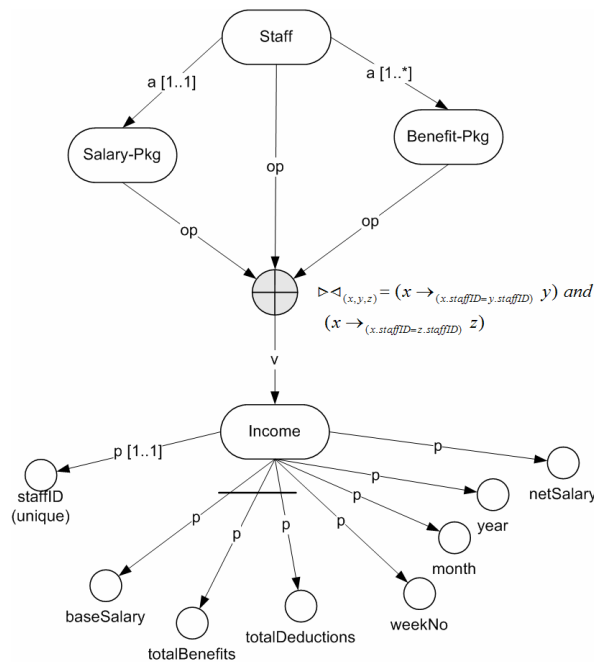 Staff
a [1..1]
a [1..*]
Salary-Pkg
Benefit-Pkg
op
op
op
⊳⊲(x,y,z) = (x →(x.staffID=y.staffID) y) and
(x →(x.staffID=z.staffID) z)
v
Income
p [1..1]
p
p
p
p
p
p
p
staffID
(unique)
netSalary
year
month
baseSalary
weekNo
totalDeductions
totalBenefits